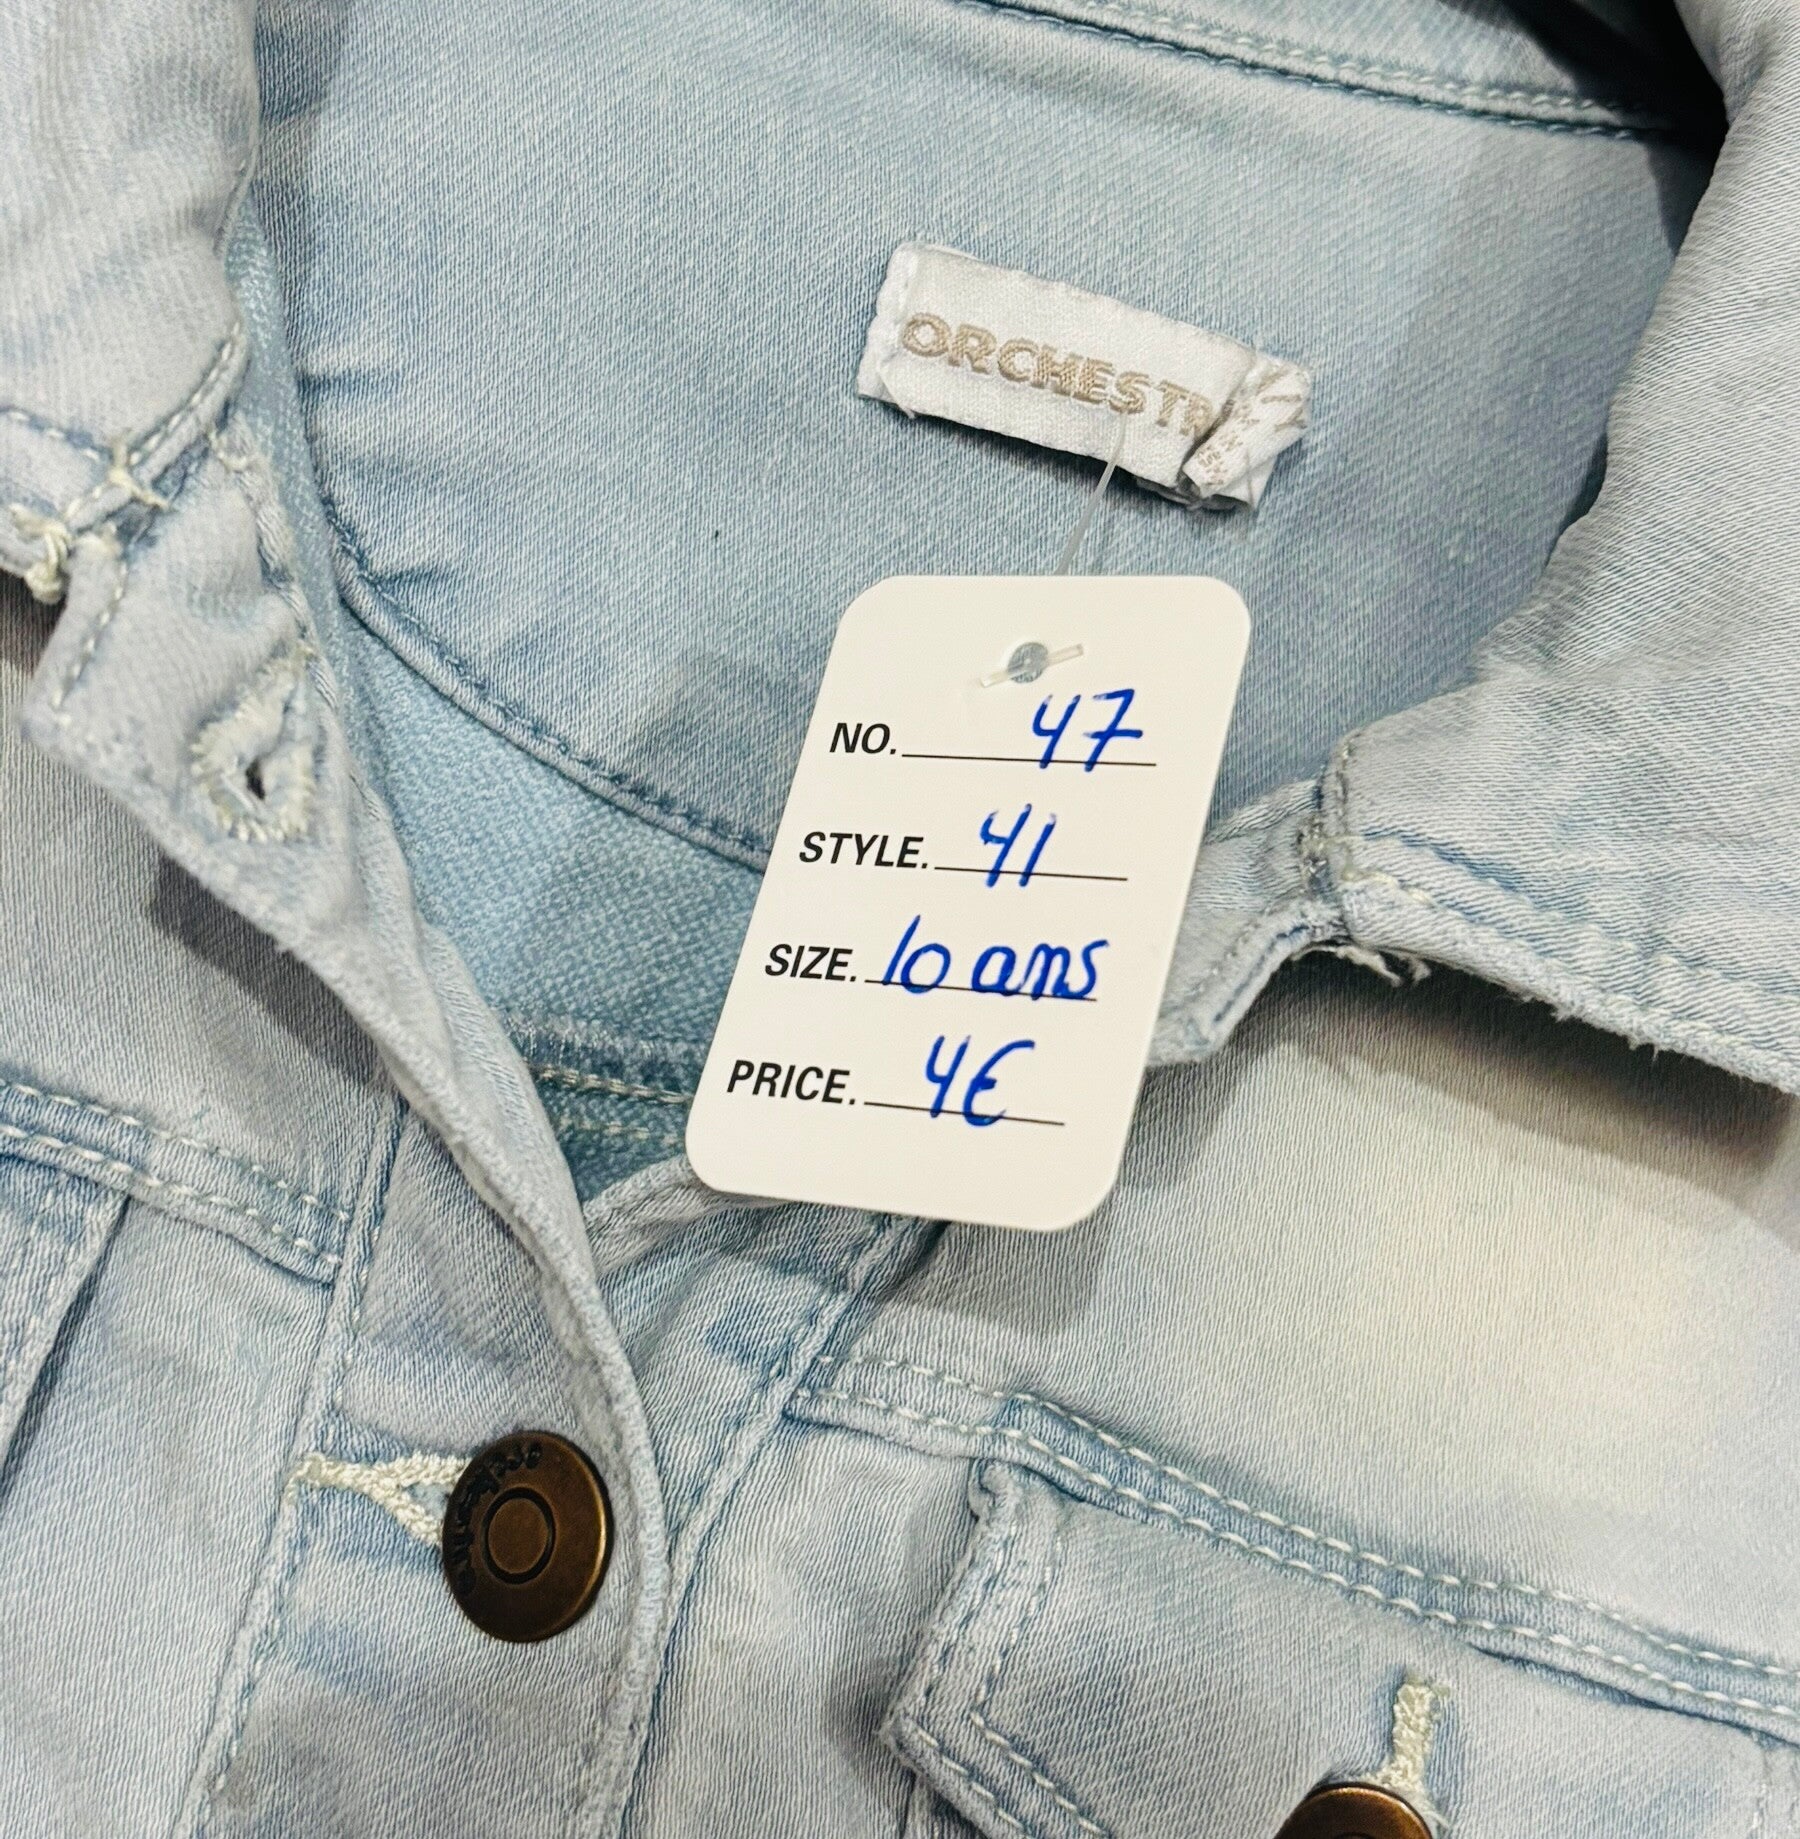 ORCHESTR
NO. 47
STYLE. 41
SIZE. 10 ans
PRICE. 4€